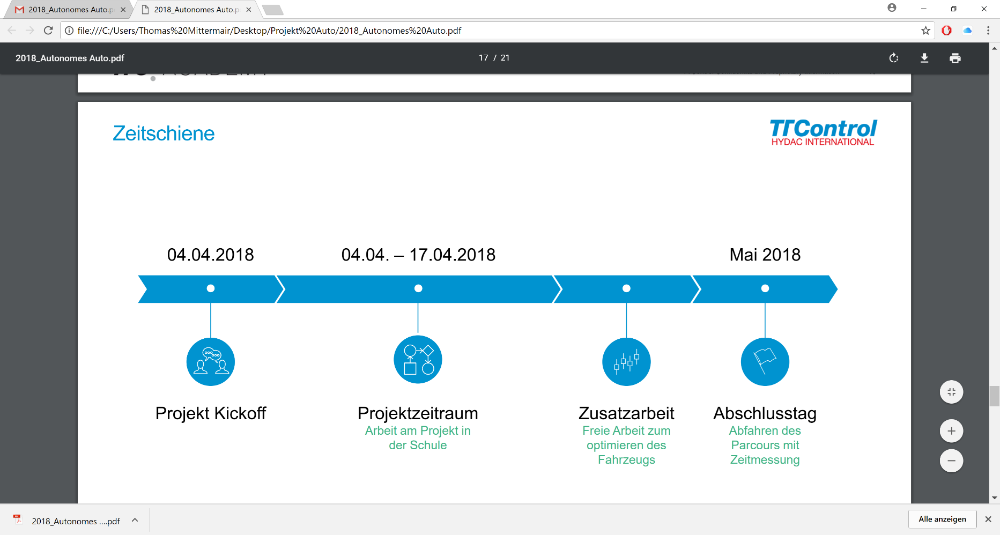 2018_Autonomes Auto.p
2018_Autonomes Auto.p
file:///C:/Users/Thomas%20Mittermair/Desktop/Projekt%20Auto/2018_Autonomes%20Auto.pdf
2018_Autonomes Auto.pdf
17 / 21
Zeitschiene
TTControl
HYDAC INTERNATIONAL
04.04.2018
04.04. – 17.04.2018
Mai 2018
Projekt Kickoff
Projektzeitraum
Arbeit am Projekt in
der Schule
Zusatzarbeit
Freie Arbeit zum
optimieren des
Fahrzeugs
Abschlusstag
Abfahren des
Parcours mit
Zeitmessung
2018_Autonomes ....pdf
Alle anzeigen